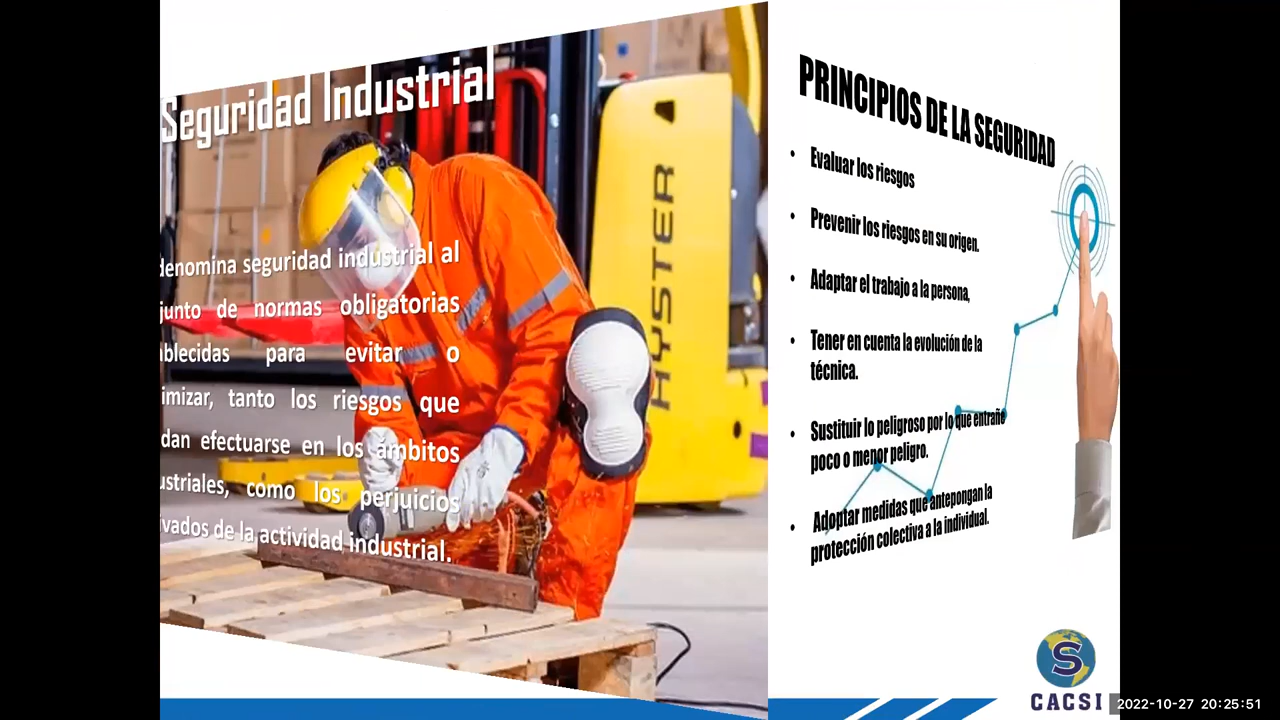 Seguridad Industrial
denomina seguridad industrial al
junto de normas obligatorias
ablecidas para evitar o
imizar, tanto los riesgos que
dan efectuarse en los ámbitos
ustriales, como los perjuicios
vados de la actividad industrial.
HYSTER
PRINCIPIOS DE LA SEGURIDAD
• Evaluar los riesgos
• Prevenir los riesgos en su origen.
• Adaptar el trabajo a la persona,
• Tener en cuenta la evolución de la
técnica.
• Sustituir lo peligroso por lo que entrañe
poco o menor peligro.
• Adoptar medidas que antepongan la
protección colectiva a la individual.
S
CACSI
2022-10-27 20:25:51